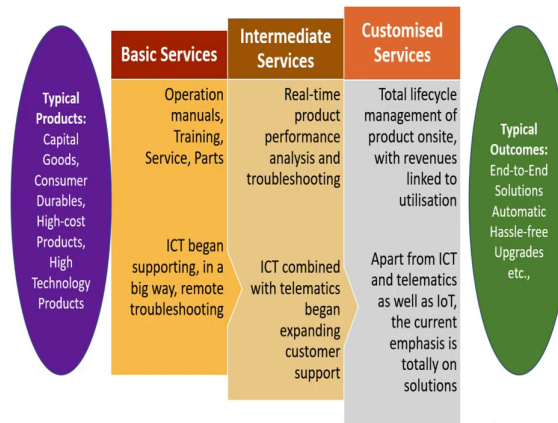 Typical
Products:
Capital
Goods,
Consumer
Durables,
High-cost
Products,
High
Technology
Products
Basic Services
Operation
manuals,
Training,
Service, Parts
ICT began
supporting, in a
big way, remote
troubleshooting
Intermediate
Services
Real-time
product
performance
analysis and
troubleshooting
ICT combined
with telematics
began
expanding
customer
support
Customised
Services
Total lifecycle
management of
product onsite,
with revenues
linked to
utilisation
Apart from ICT
and telematics
as well as IoT,
the current
emphasis is
totally on
solutions
Typical
Outcomes:
End-to-End
Solutions
Automatic
Hassle-free
Upgrades
etc.,